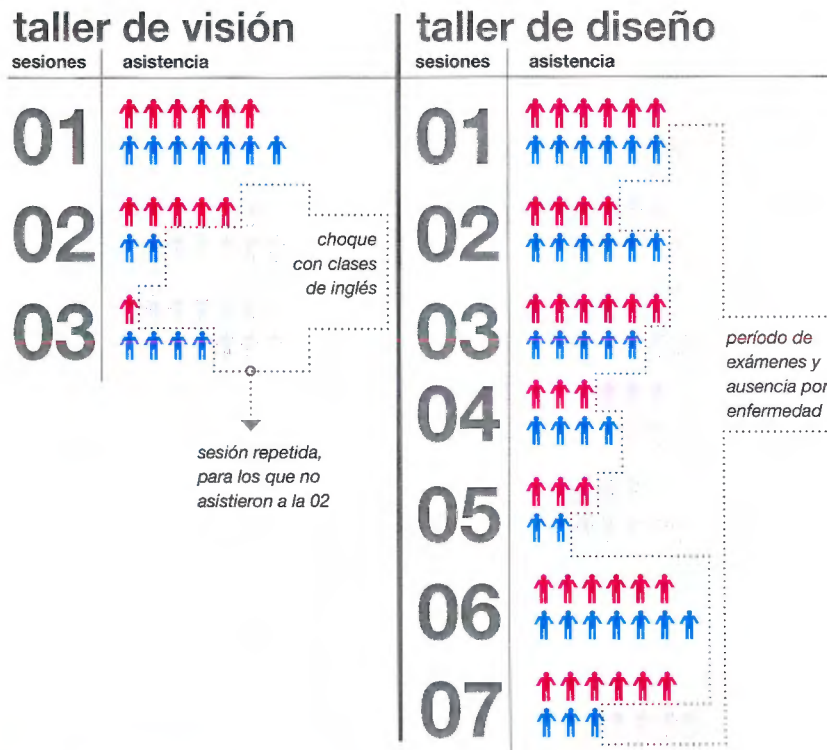 taller de visión
sesiones asistencia
01
02
choque
con clases
de inglés
03
sesión repetida,
para los que no
asistieron a la 02
taller de diseño
sesiones asistencia
01
02
03
período de
exámenes y
ausencia por
enfermedad
04
05
06
07